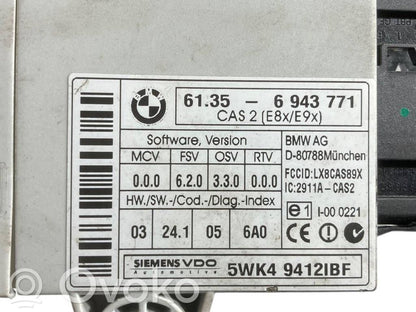 BMW
61.35 - 6 943 771
CAS 2 (E8x/E9x)
Software, Version
MCV FSV OSV RTV
0.0.0 6.2.0 3.3.0 0.0.0
HW./SW.-/Cod.-/Diag.-Index
03 24.1 05 6A0
BMW AG
D-80788München
FCCID:LX8CAS89X
IC:2911A-CAS2
e1 I-00 0221
CE
SIEMENS VDO
Automotive
5WK4 9412IBF
OVOKO